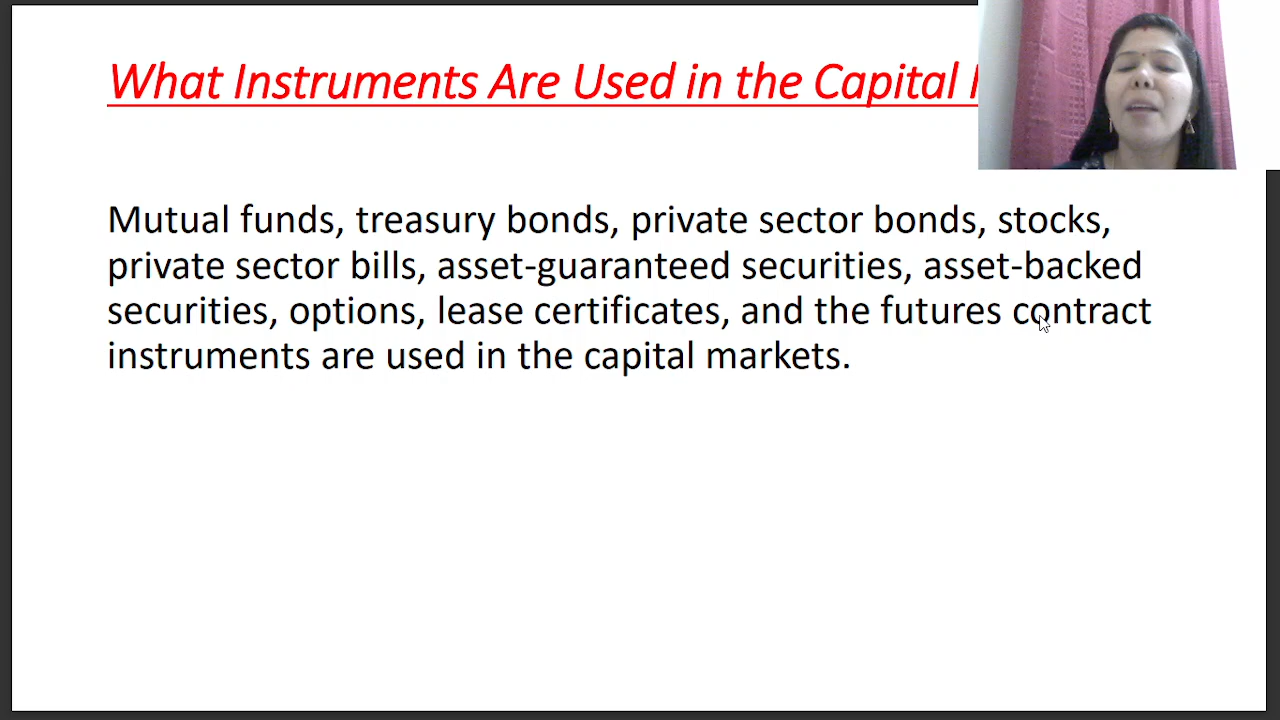 What Instruments Are Used in the Capital
Mutual funds, treasury bonds, private sector bonds, stocks,
private sector bills, asset-guaranteed securities, asset-backed
securities, options, lease certificates, and the futures contract
instruments are used in the capital markets.